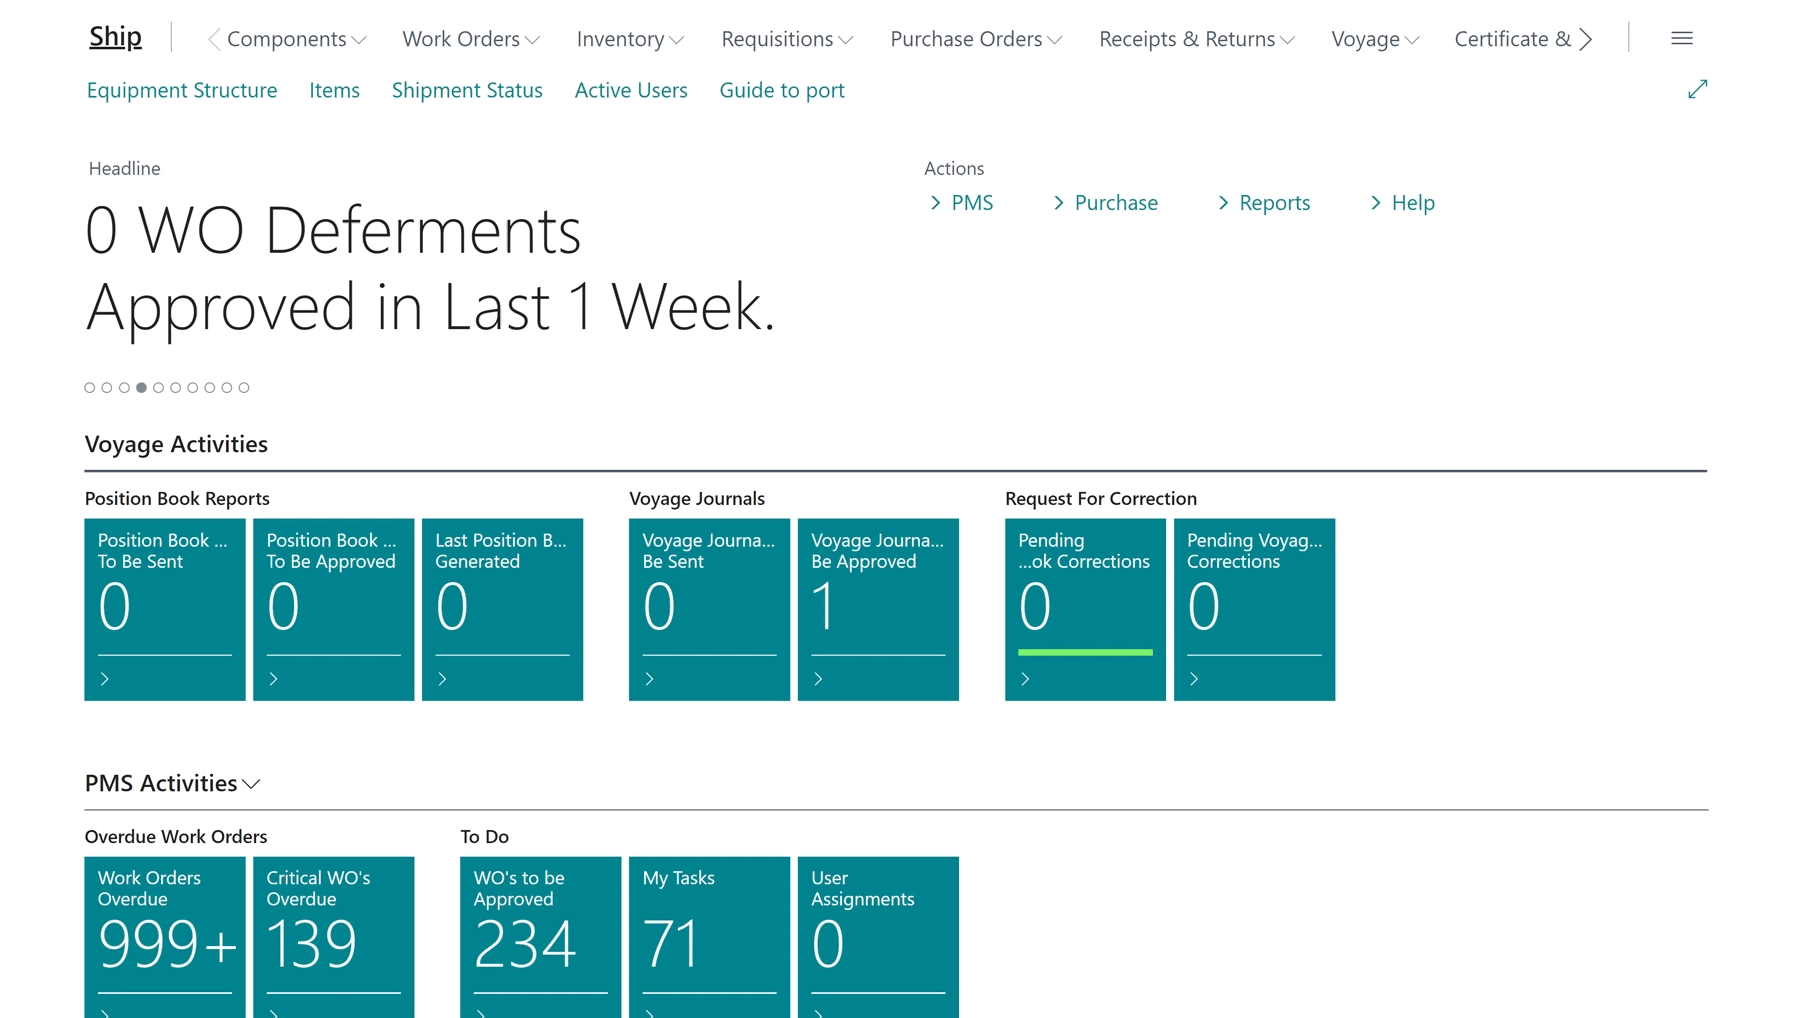 Ship
Components
Work Orders
Inventory
Requisitions
Purchase Orders
Receipts & Returns
Voyage
Certificate &
Equipment Structure
Items
Shipment Status
Active Users
Guide to port
Headline
0 WO Deferments
Approved in Last 1 Week.
Actions
PMS
Purchase
Reports
Help
Voyage Activities
Position Book Reports
Position Book ...
To Be Sent
0
Position Book ...
To Be Approved
0
Last Position B...
Generated
0
Voyage Journals
Voyage Journa...
Be Sent
0
Voyage Journa...
Be Approved
1
Request For Correction
Pending
...ok Corrections
0
Pending Voyag...
Corrections
0
PMS Activities
Overdue Work Orders
Work Orders
Overdue
999+
Critical WO's
Overdue
139
To Do
WO's to be
Approved
234
My Tasks
71
User
Assignments
0